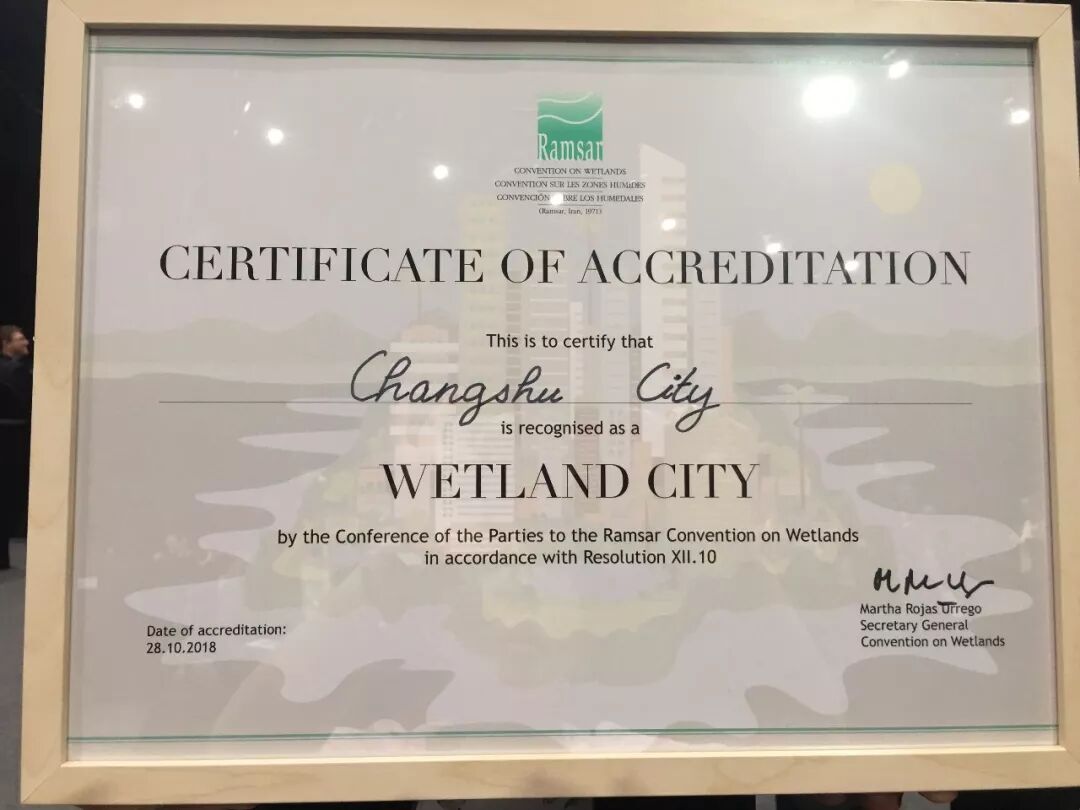 Ramsar
CONVENTION ON WETLANDS
CONVENTION SUR LES ZONES HUMIDES
CONVENCIÓN BRE LOS HUMEDALES
(Ramsar, Iran, 1971)
CERTIFICATE OF ACCREDITATION
This is to certify that
Changshu City
is recognised as a
WETLAND CITY
by the Conference of the Parties to the Ramsar Convention on Wetlands
in accordance with Resolution XII.10
Martha Rojas Urrego
Secretary General
Convention on Wetlands
Date of accreditation:
28.10.2018